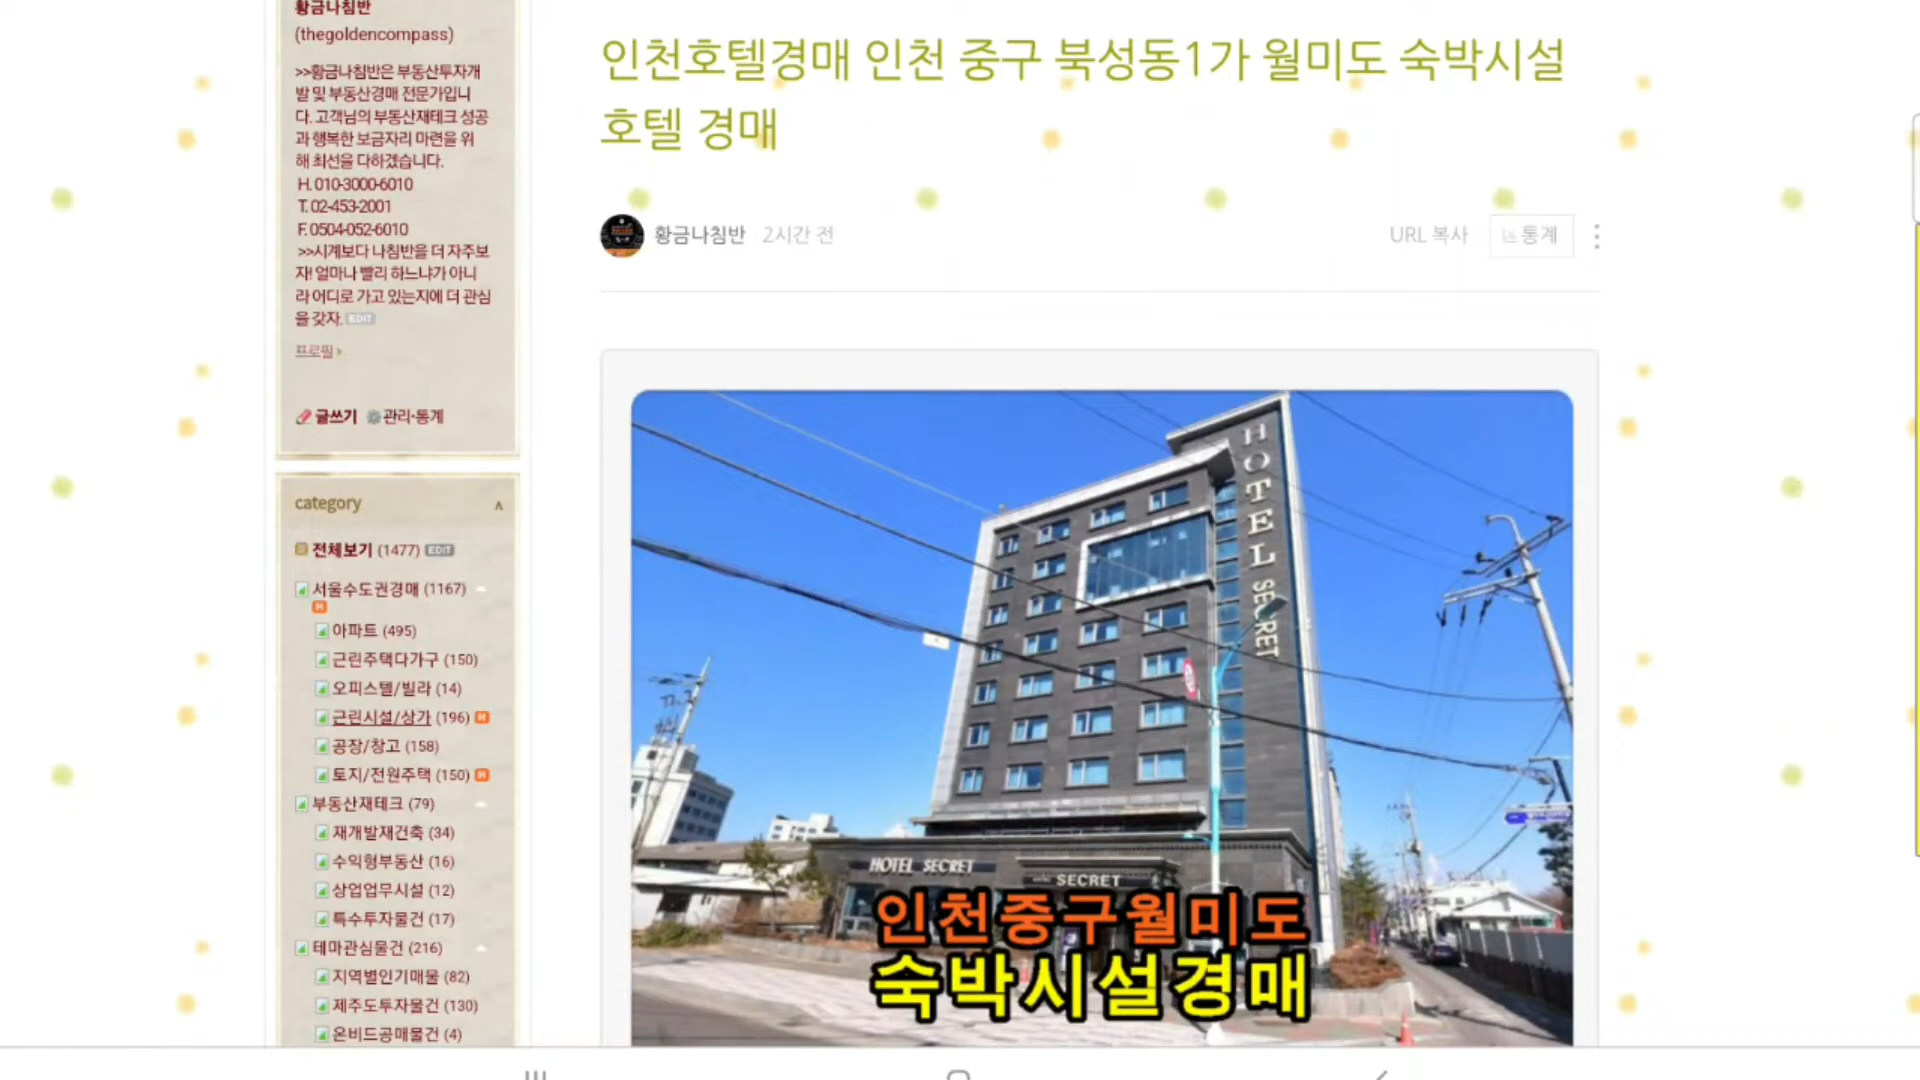 황금나침반
(thegoldencompass)
>>황금나침반은 부동산투자개
발 및 부동산경매 전문가입니
다. 고객님의 부동산재테크 성공
과 행복한 보금자리 마련을 위
해 최선을 다하겠습니다.
H. 010-3000-6010
T. 02-453-2001
F. 0504-052-6010
>>시계보다 나침반을 더 자주보
자! 얼마나 빨리 하느냐가 아니
라 어디로 가고 있는지에 더 관심
을 갖자. EDIT
프로필
글쓰기 관리·통계
category
전체보기 (1477) EDIT
서울수도권경매 (1167)
아파트 (495)
근린주택다가구 (150)
오피스텔/빌라 (14)
근린시설/상가 (196)
공장/창고 (158)
토지/전원주택 (150)
부동산재테크 (79)
재개발재건축 (34)
수익형부동산 (16)
상업업무시설 (12)
특수투자물건 (17)
테마관심물건 (216)
지역별인기매물 (82)
제주도투자물건 (130)
온비드공매물건 (4)
인천호텔경매 인천 중구 북성동1가 월미도 숙박시설
호텔 경매
황금나침반 2시간 전
URL 복사 통계
HOTEL SECRET
HOTEL SECRET
SECRET
인천중구월미도
숙박시설경매